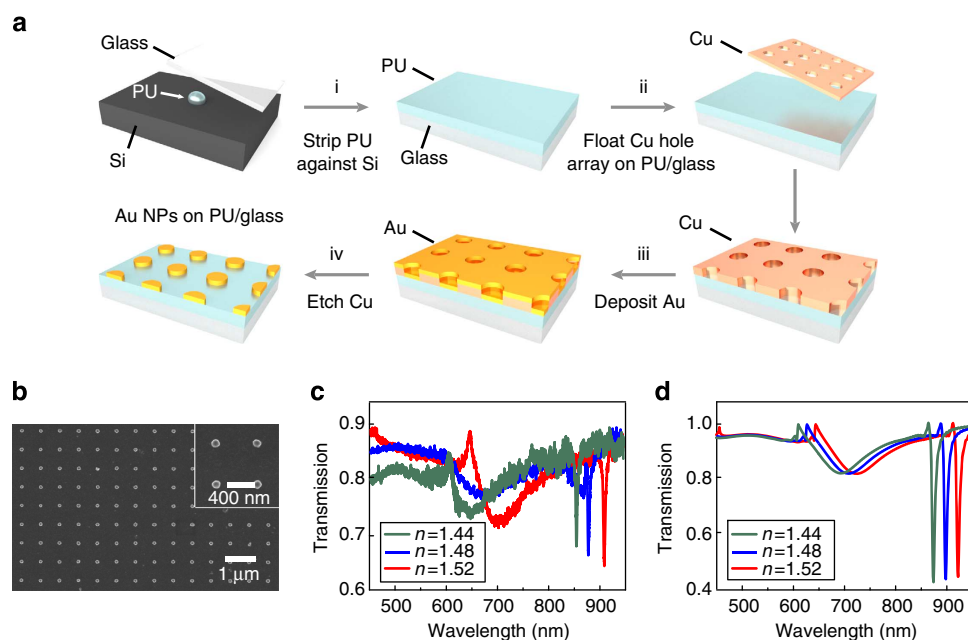 a
Glass
PU
Si
i
Strip PU
against Si
PU
Glass
ii
Float Cu hole
array on PU/glass
Cu
Cu
iii
Deposit Au
Au
iv
Etch Cu
Au NPs on PU/glass
b
400 nm
1 μm
c
Transmission
0.9
0.8
0.7
0.6
n=1.44
n=1.48
n=1.52
500 600 700 800 900
Wavelength (nm)
d
Transmission
1.0
0.8
0.6
0.4
n=1.44
n=1.48
n=1.52
500 600 700 800 900
Wavelength (nm)